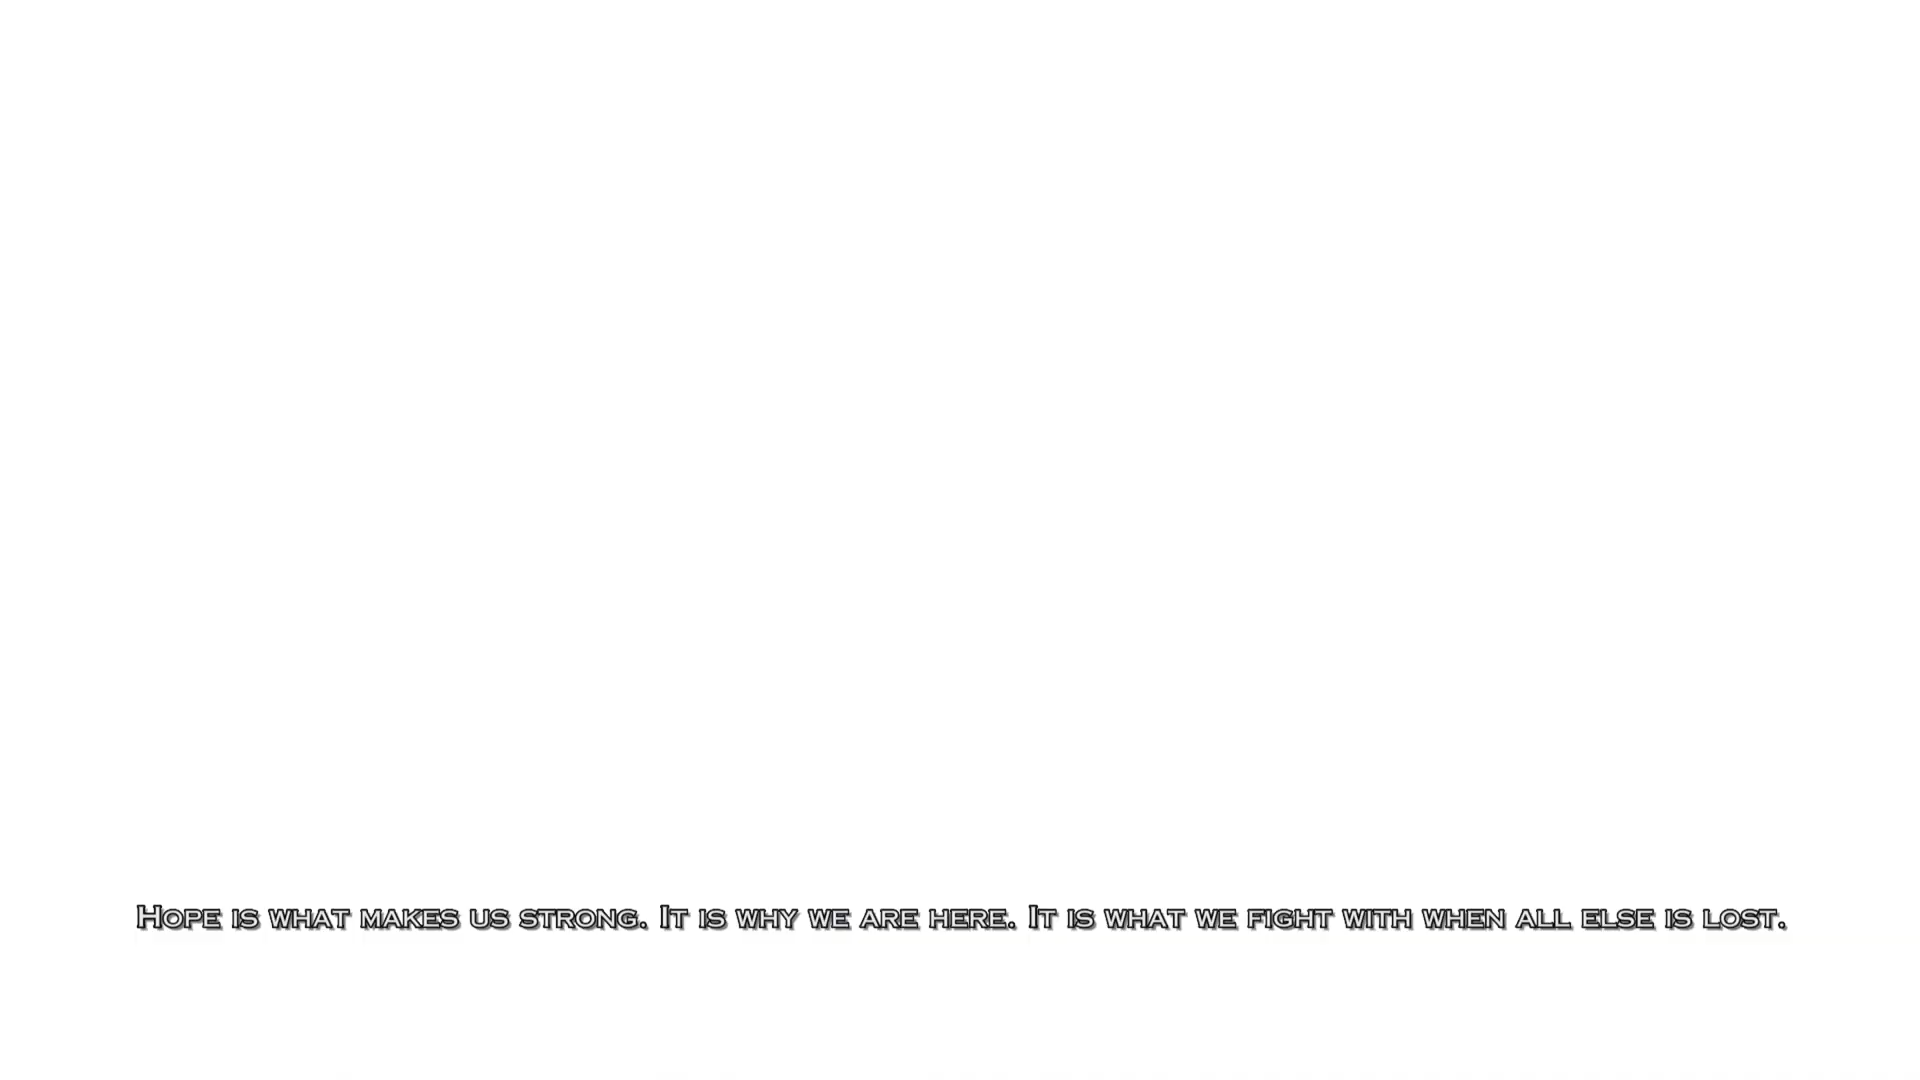 Hope is what makes us strong. It is why we are here. It is what we fight with when all else is lost.